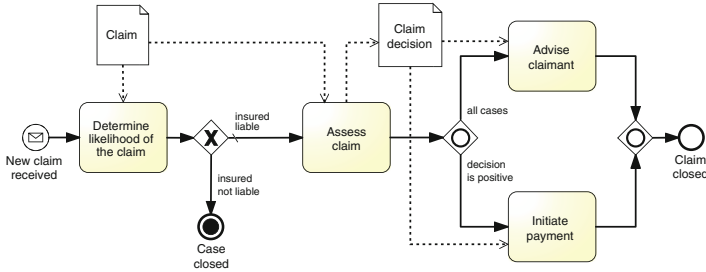 Claim
Claim
decision
Advise
claimant
Determine
likelihood of
the claim
X
insured
liable
Assess
claim
all cases
New claim
received
insured
not liable
decision
is positive
Claim
closed
Case
closed
Initiate
payment